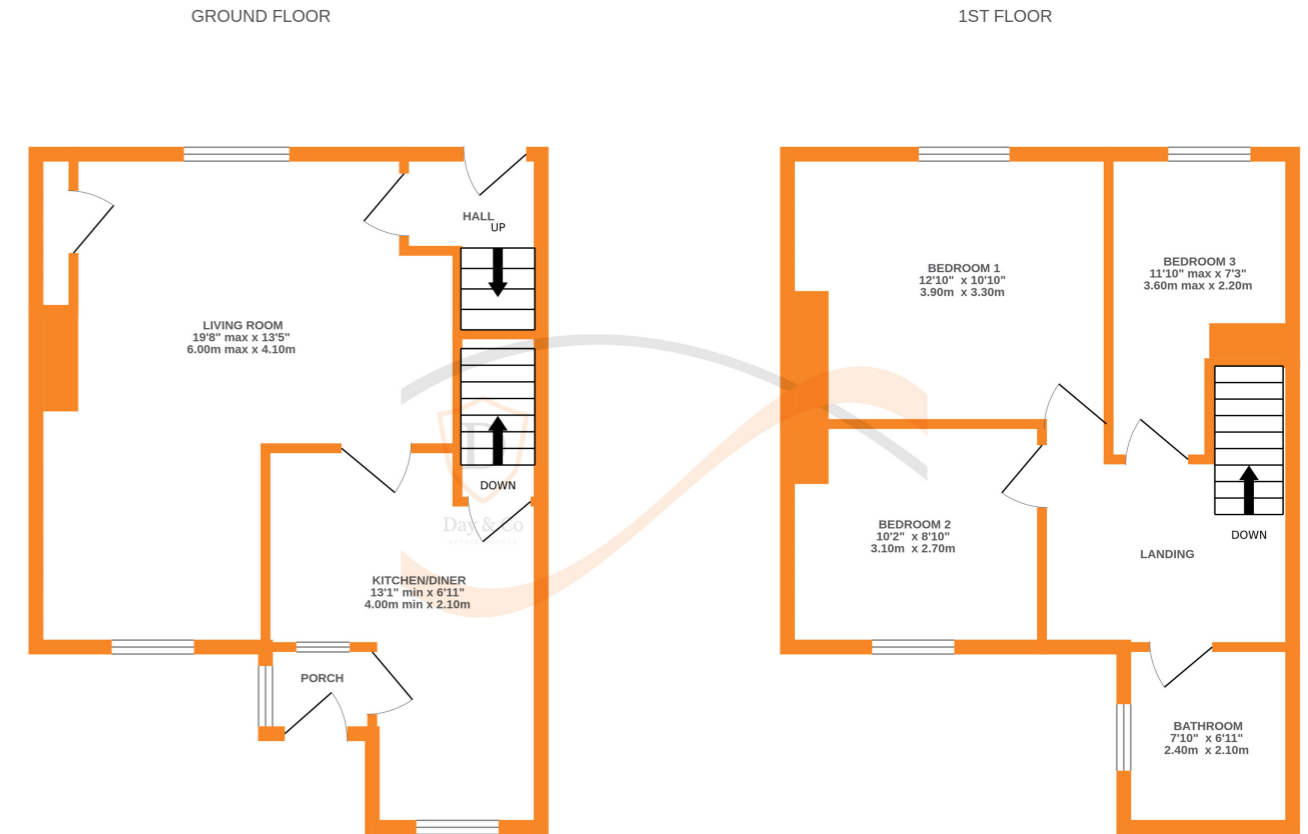 GROUND FLOOR
1ST FLOOR
HALL
UP
LIVING ROOM
19'8" max x 13'5"
6.00m max x 4.10m
DOWN
KITCHEN/DINER
13'1" min x 6'11"
4.00m min x 2.10m
PORCH
D
Day & Co
BEDROOM 1
12'10" x 10'10"
3.90m x 3.30m
BEDROOM 3
11'10" max x 7'3"
3.60m max x 2.20m
BEDROOM 2
10'2" x 8'10"
3.10m x 2.70m
DOWN
LANDING
BATHROOM
7'10" x 6'11"
2.40m x 2.10m